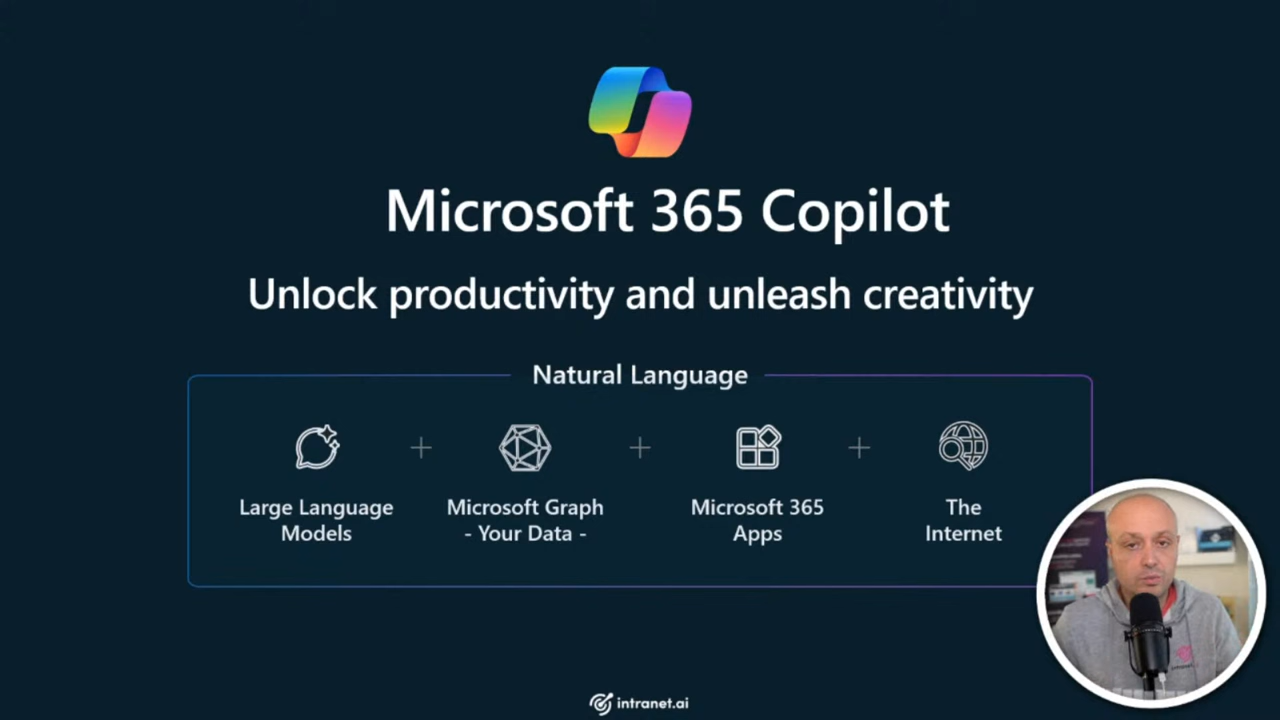 Microsoft 365 Copilot
Unlock productivity and unleash creativity
Natural Language
Large Language
Models
Microsoft Graph
- Your Data -
Microsoft 365
Apps
The
Internet
intranet.ai